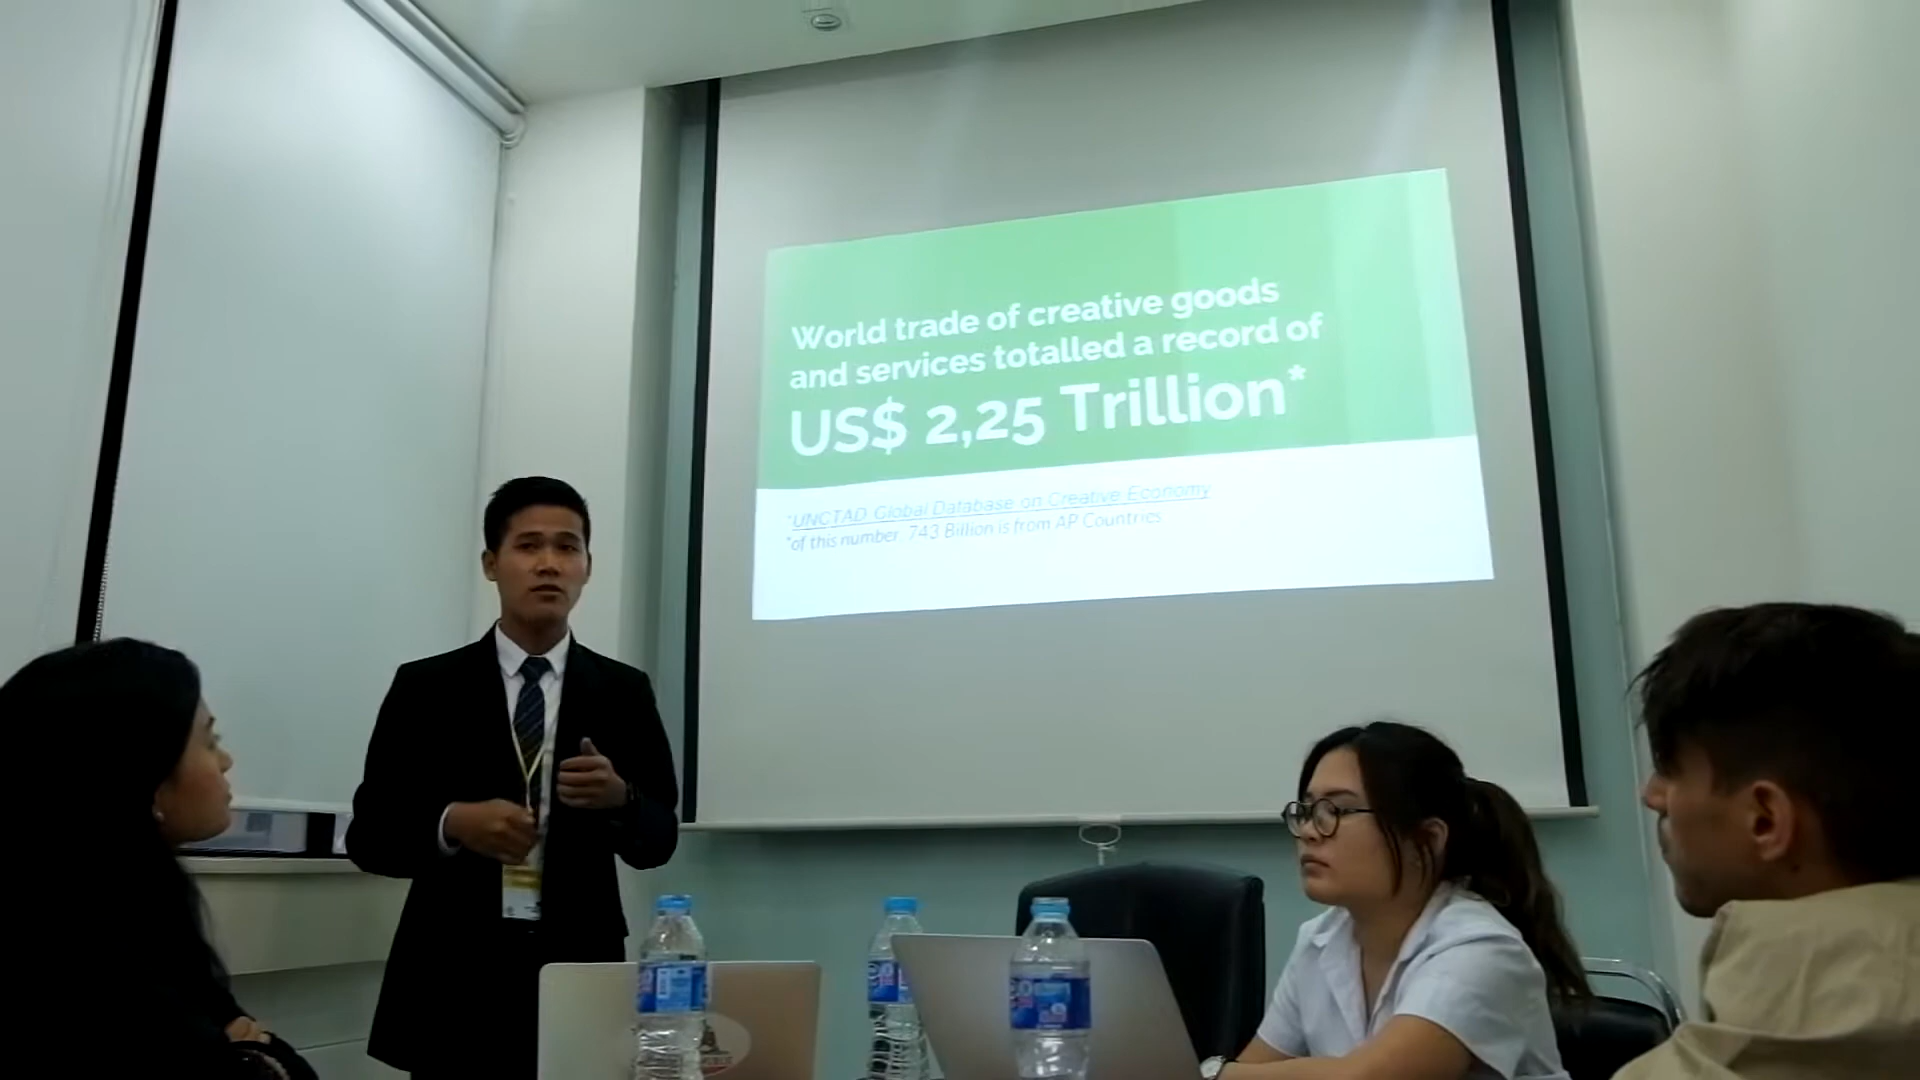 World trade of creative goods
and services totalled a record of
US$ 2,25 Trillion*
*UNCTAD Global Database on Creative Economy
*of this number, 743 Billion is from AP Countries